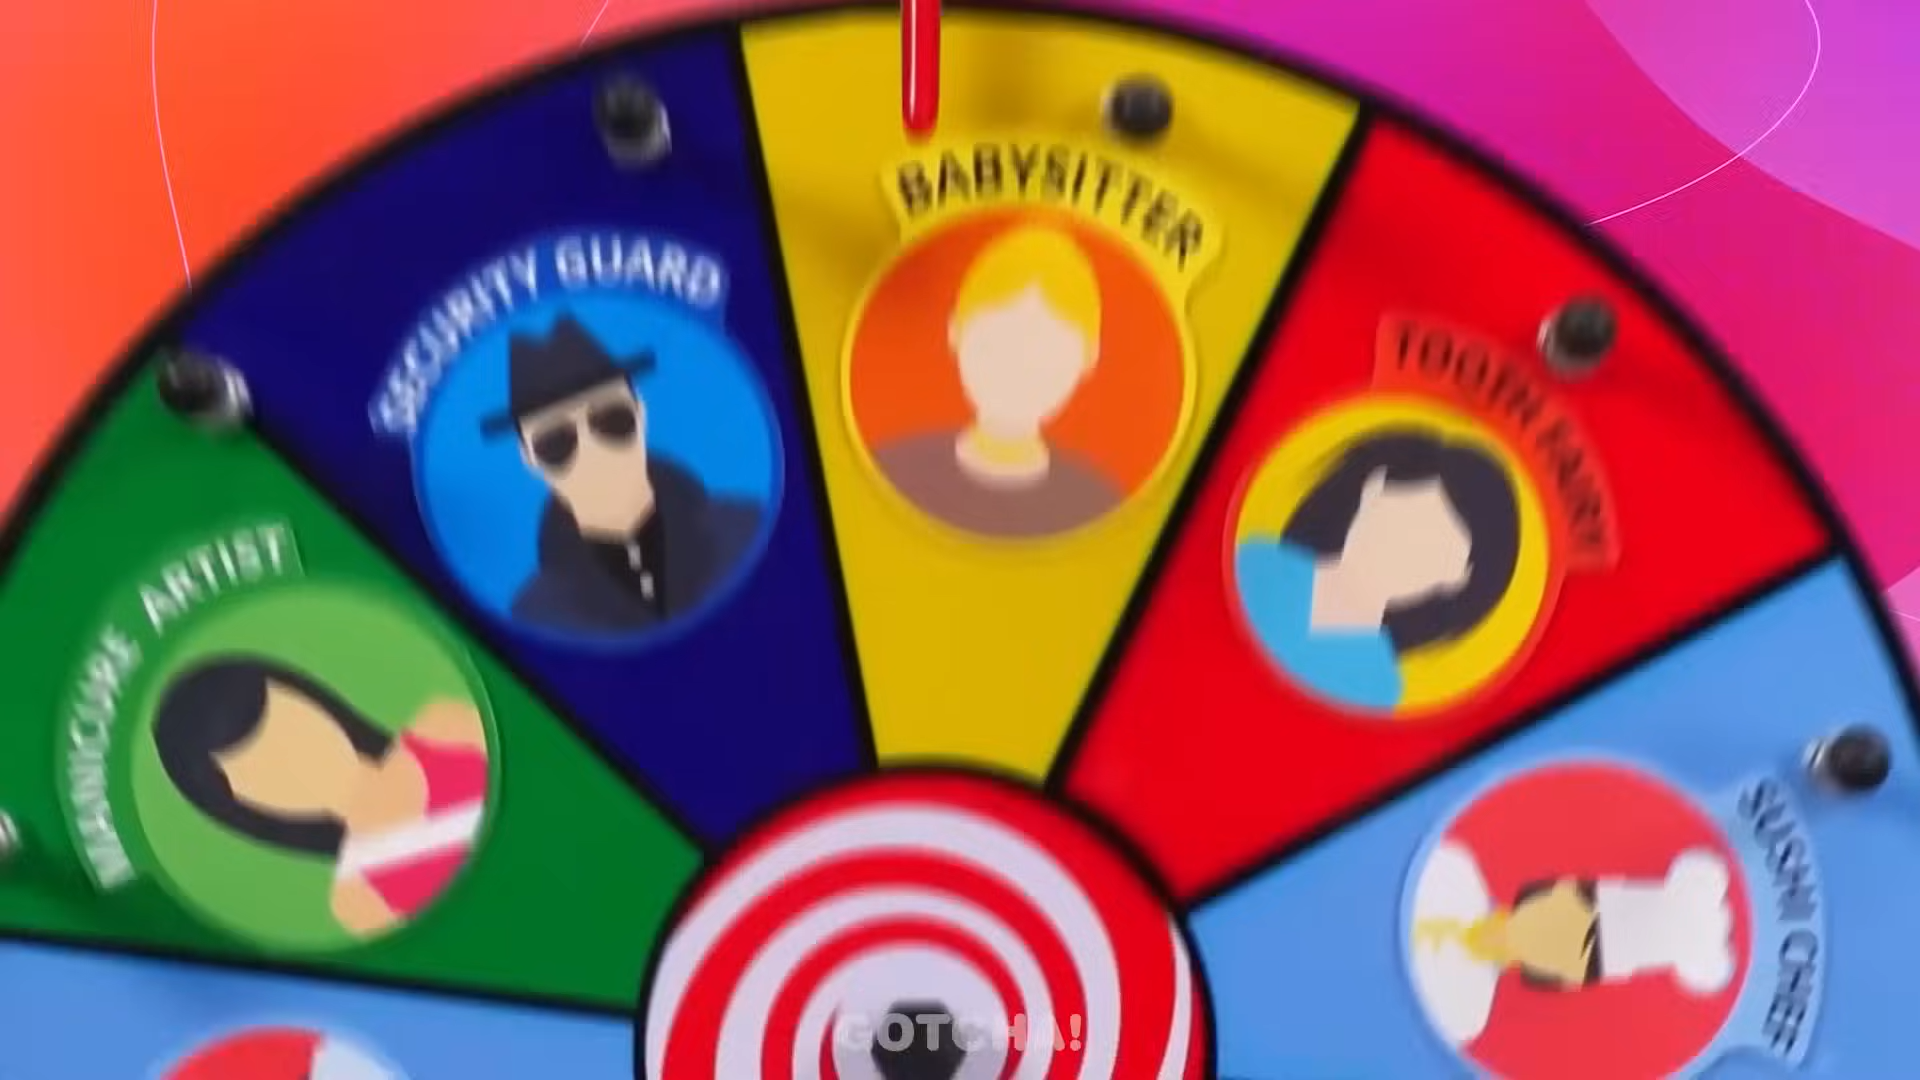 BABYSITTER
SECURITY GUARD
TOOTH FAIRY
MANICURE ARTIST
SUSHI CHEF
GOTCHA!